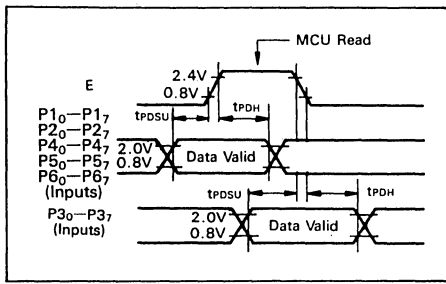 MCU Read
E
2.4V
0.8V
tPDSU
tPDH
P1₀—P1₇
P2₀—P2₇
P4₀—P4₇
P5₀—P5₇
P6₀—P6₇
(Inputs)
2.0V
0.8V
Data Valid
tPDSU
tPDH
P3₀—P3₇
(Inputs)
2.0V
0.8V
Data Valid